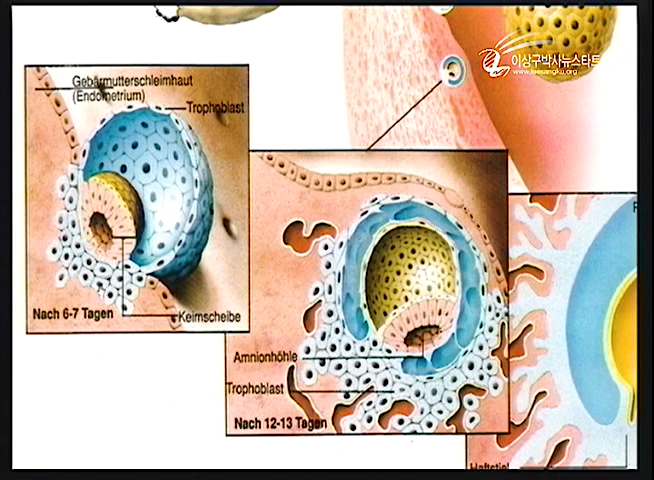 이상구박사뉴스타트
www.leesangku.org
Gebärmutterschleimhaut
(Endometrium)
Trophoblast
Nach 6-7 Tagen
Keimscheibe
Amnionhöhle
Trophoblast
Nach 12-13 Tagen
Haftstiel